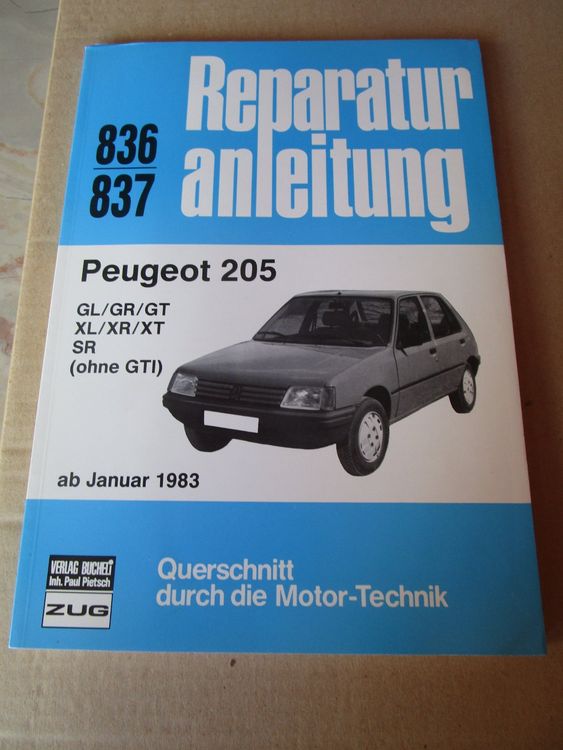 Reparatur
anleitung
836
837
Peugeot 205
GL/GR/GT
XL/XR/XT
SR
(ohne GTI)
ab Januar 1983
VERLAG BUCHELI
Inh. Paul Pietsch
ZUG
Querschnitt
durch die Motor-Technik